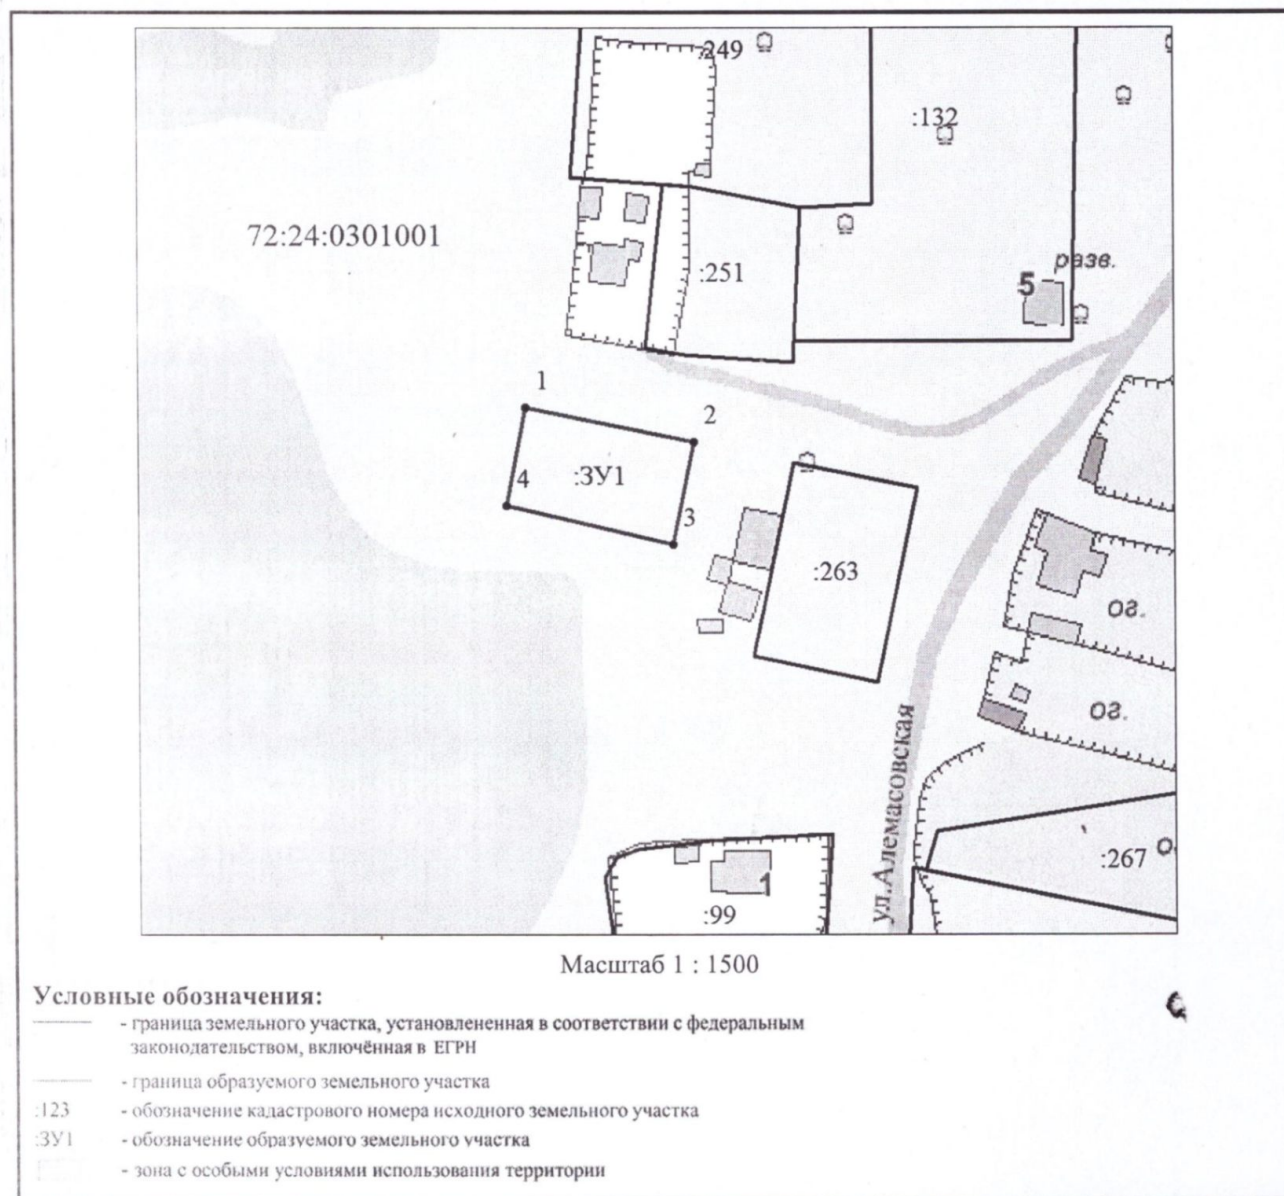 :249
:132
72:24:0301001
разв.
:251
5
1
2
:ЗУ1
4
3
:263
ог.
ог.
ул.Алемасовская
:267
1
:99
Масштаб 1 : 1500
Условные обозначения:
- граница земельного участка, установлененная в соответствии с федеральным
законодательством, включённая в ЕГРН
- граница образуемого земельного участка
:123 - обозначение кадастрового номера исходного земельного участка
:ЗУ1 - обозначение образуемого земельного участка
- зона с особыми условиями использования территории